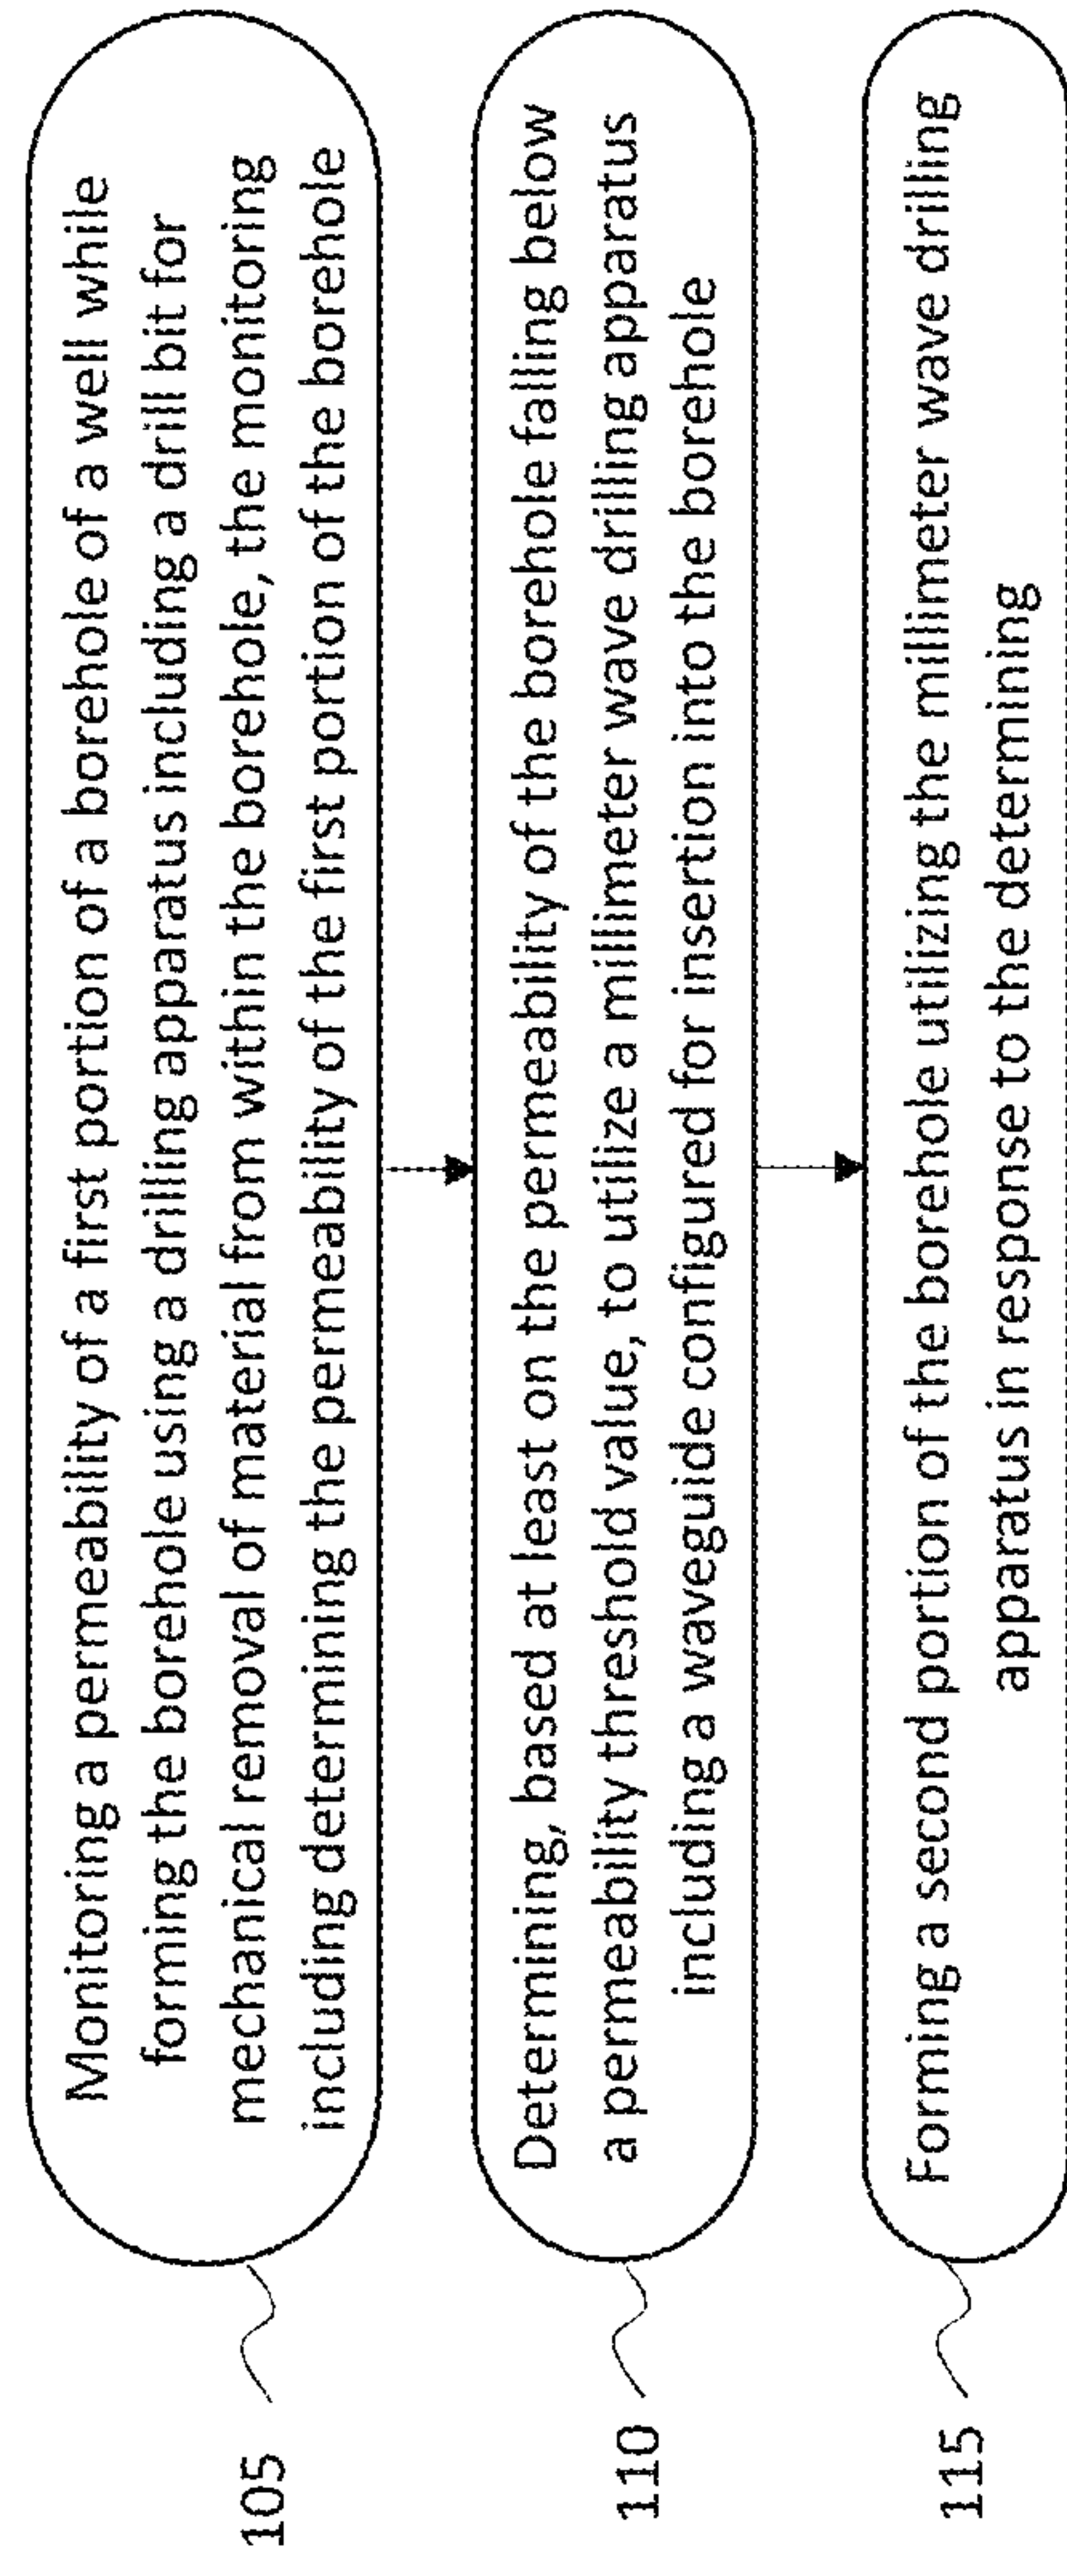 Monitoring a permeability of a first portion of a borehole of a well while
forming the borehole using a drilling apparatus including a drill bit for
mechanical removal of material from within the borehole, the monitoring
including determining the permeability of the first portion of the borehole
105
Determining, based at least on the permeability of the borehole falling below
a permeability threshold value, to utilize a millimeter wave drilling apparatus
including a waveguide configured for insertion into the borehole
110
Forming a second portion of the borehole utilizing the millimeter wave drilling
apparatus in response to the determining
115